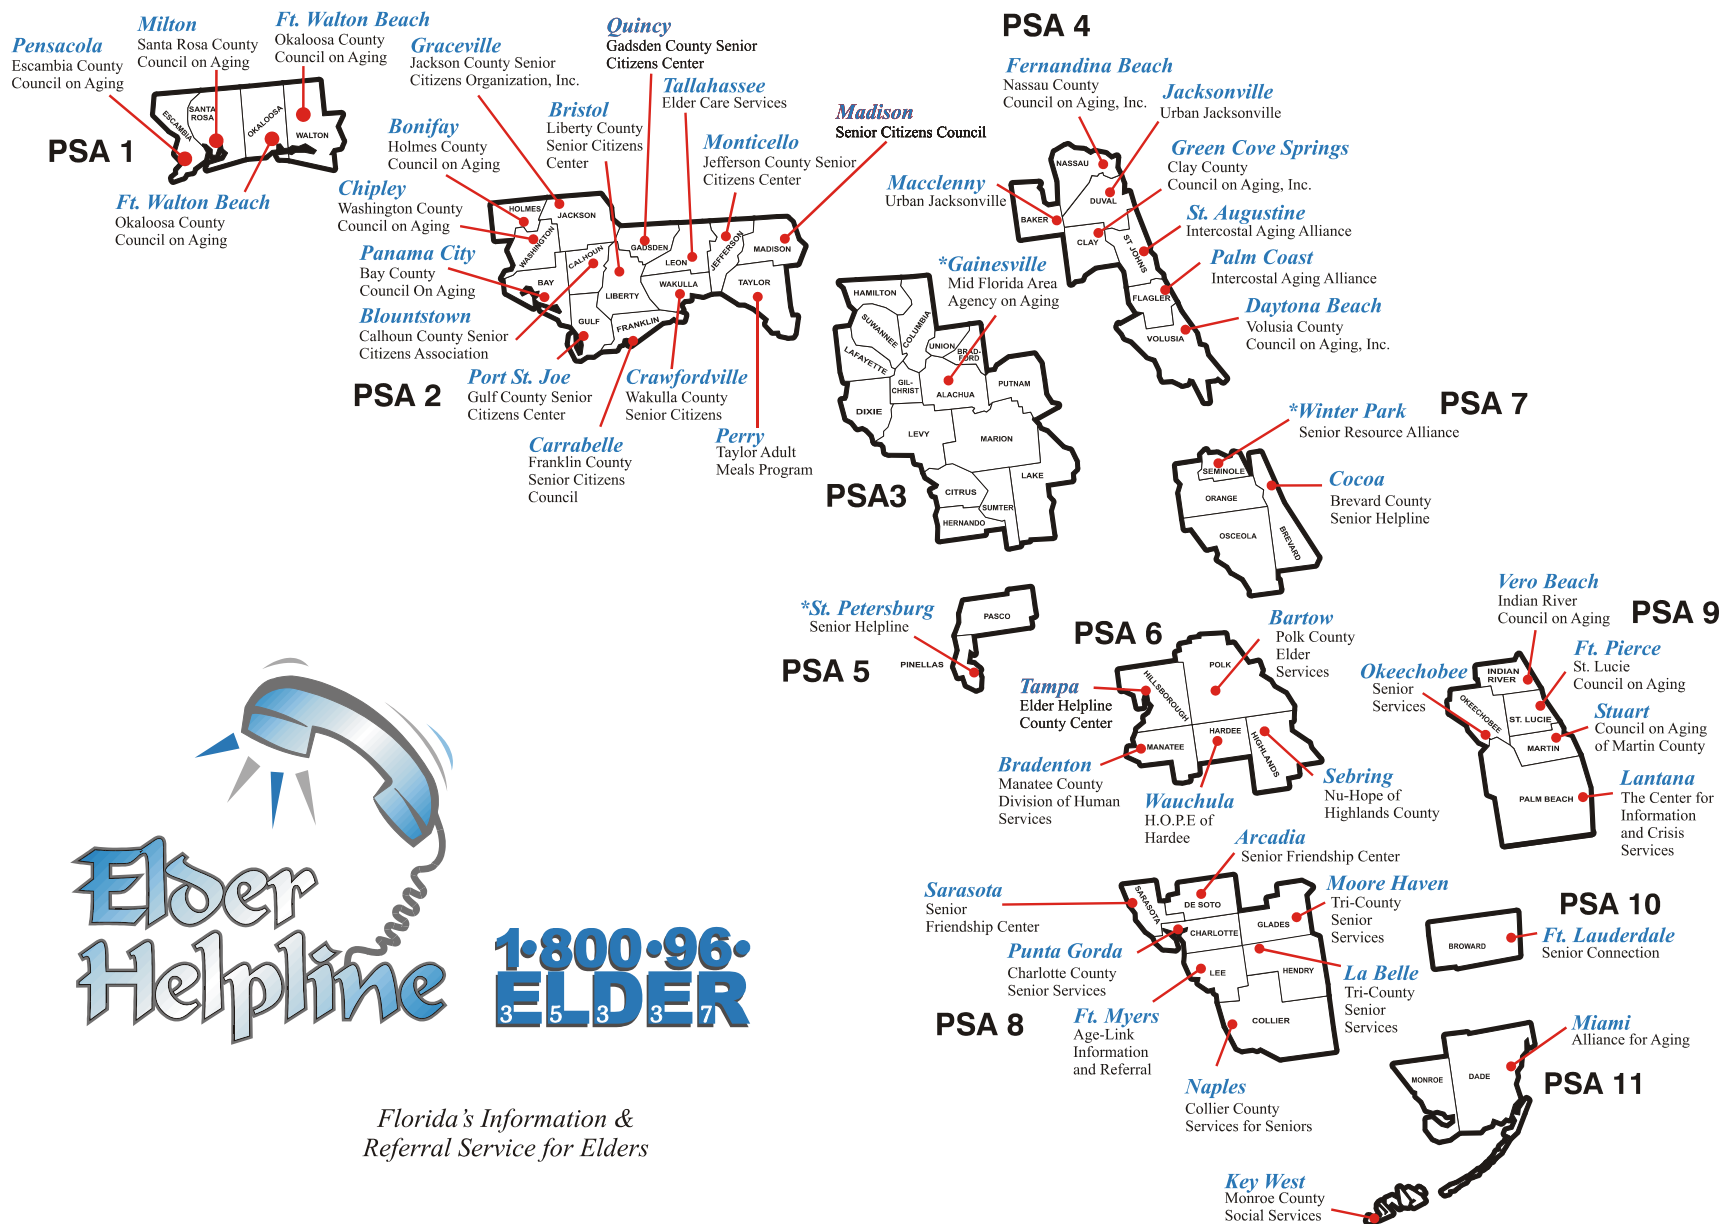 Pensacola
Escambia County
Council on Aging
Milton
Santa Rosa County
Council on Aging
Ft. Walton Beach
Okaloosa County
Council on Aging
PSA 1
ESCAMBIA
SANTA
ROSA
OKALOOSA
WALTON
Ft. Walton Beach
Okaloosa County
Council on Aging
Graceville
Jackson County Senior
Citizens Organization, Inc.
Quincy
Gadsden County Senior
Citizens Center
Tallahassee
Elder Care Services
Bristol
Liberty County
Senior Citizens
Center
Bonifay
Holmes County
Council on Aging
Monticello
Jefferson County Senior
Citizens Center
Madison
Senior Citizens Council
Chipley
Washington County
Council on Aging
Panama City
Bay County
Council On Aging
Blountstown
Calhoun County Senior
Citizens Association
PSA 2
HOLMES
JACKSON
WASHINGTON
CALHOUN
BAY
GULF
LIBERTY
GADSDEN
LEON
WAKULLA
FRANKLIN
JEFFERSON
MADISON
TAYLOR
Port St. Joe
Gulf County Senior
Citizens Center
Crawfordville
Wakulla County
Senior Citizens
Carrabelle
Franklin County
Senior Citizens
Council
Perry
Taylor Adult
Meals Program
PSA 4
Fernandina Beach
Nassau County
Council on Aging, Inc.
Jacksonville
Urban Jacksonville
Green Cove Springs
Clay County
Council on Aging, Inc.
Macclenny
Urban Jacksonville
St. Augustine
Intercostal Aging Alliance
Palm Coast
Intercostal Aging Alliance
Daytona Beach
Volusia County
Council on Aging, Inc.
NASSAU
DUVAL
BAKER
CLAY
ST JOHNS
FLAGLER
VOLUSIA
*Gainesville
Mid Florida Area
Agency on Aging
PSA3
HAMILTON
SUWANNEE
COLUMBIA
LAFAYETTE
UNION
BRAD-
FORD
GIL-
CHRIST
ALACHUA
PUTNAM
DIXIE
LEVY
MARION
LAKE
CITRUS
SUMTER
HERNANDO
PSA 7
*Winter Park
Senior Resource Alliance
Cocoa
Brevard County
Senior Helpline
SEMINOLE
ORANGE
OSCEOLA
BREVARD
*St. Petersburg
Senior Helpline
PSA 5
PASCO
PINELLAS
PSA 6
Bartow
Polk County
Elder
Services
Tampa
Elder Helpline
County Center
Bradenton
Manatee County
Division of Human
Services
Wauchula
H.O.P.E of
Hardee
Sebring
Nu-Hope of
Highlands County
POLK
HILLSBOROUGH
MANATEE
HARDEE
HIGHLANDS
PSA 9
Vero Beach
Indian River
Council on Aging
Okeechobee
Senior
Services
Ft. Pierce
St. Lucie
Council on Aging
Stuart
Council on Aging
of Martin County
Lantana
The Center for
Information
and Crisis
Services
INDIAN
RIVER
OKEECHOBEE
ST. LUCIE
MARTIN
PALM BEACH
Arcadia
Senior Friendship Center
Sarasota
Senior
Friendship Center
Moore Haven
Tri-County
Senior
Services
Punta Gorda
Charlotte County
Senior Services
La Belle
Tri-County
Senior
Services
Ft. Myers
Age-Link
Information
and Referral
PSA 8
Naples
Collier County
Services for Seniors
SARASOTA
DE SOTO
CHARLOTTE
GLADES
LEE
HENDRY
COLLIER
PSA 10
Ft. Lauderdale
Senior Connection
BROWARD
Miami
Alliance for Aging
PSA 11
MONROE
DADE
Key West
Monroe County
Social Services
Elder
Helpline
1•800•96•
ELDER
3 5 3 3 7
Florida's Information &
Referral Service for Elders